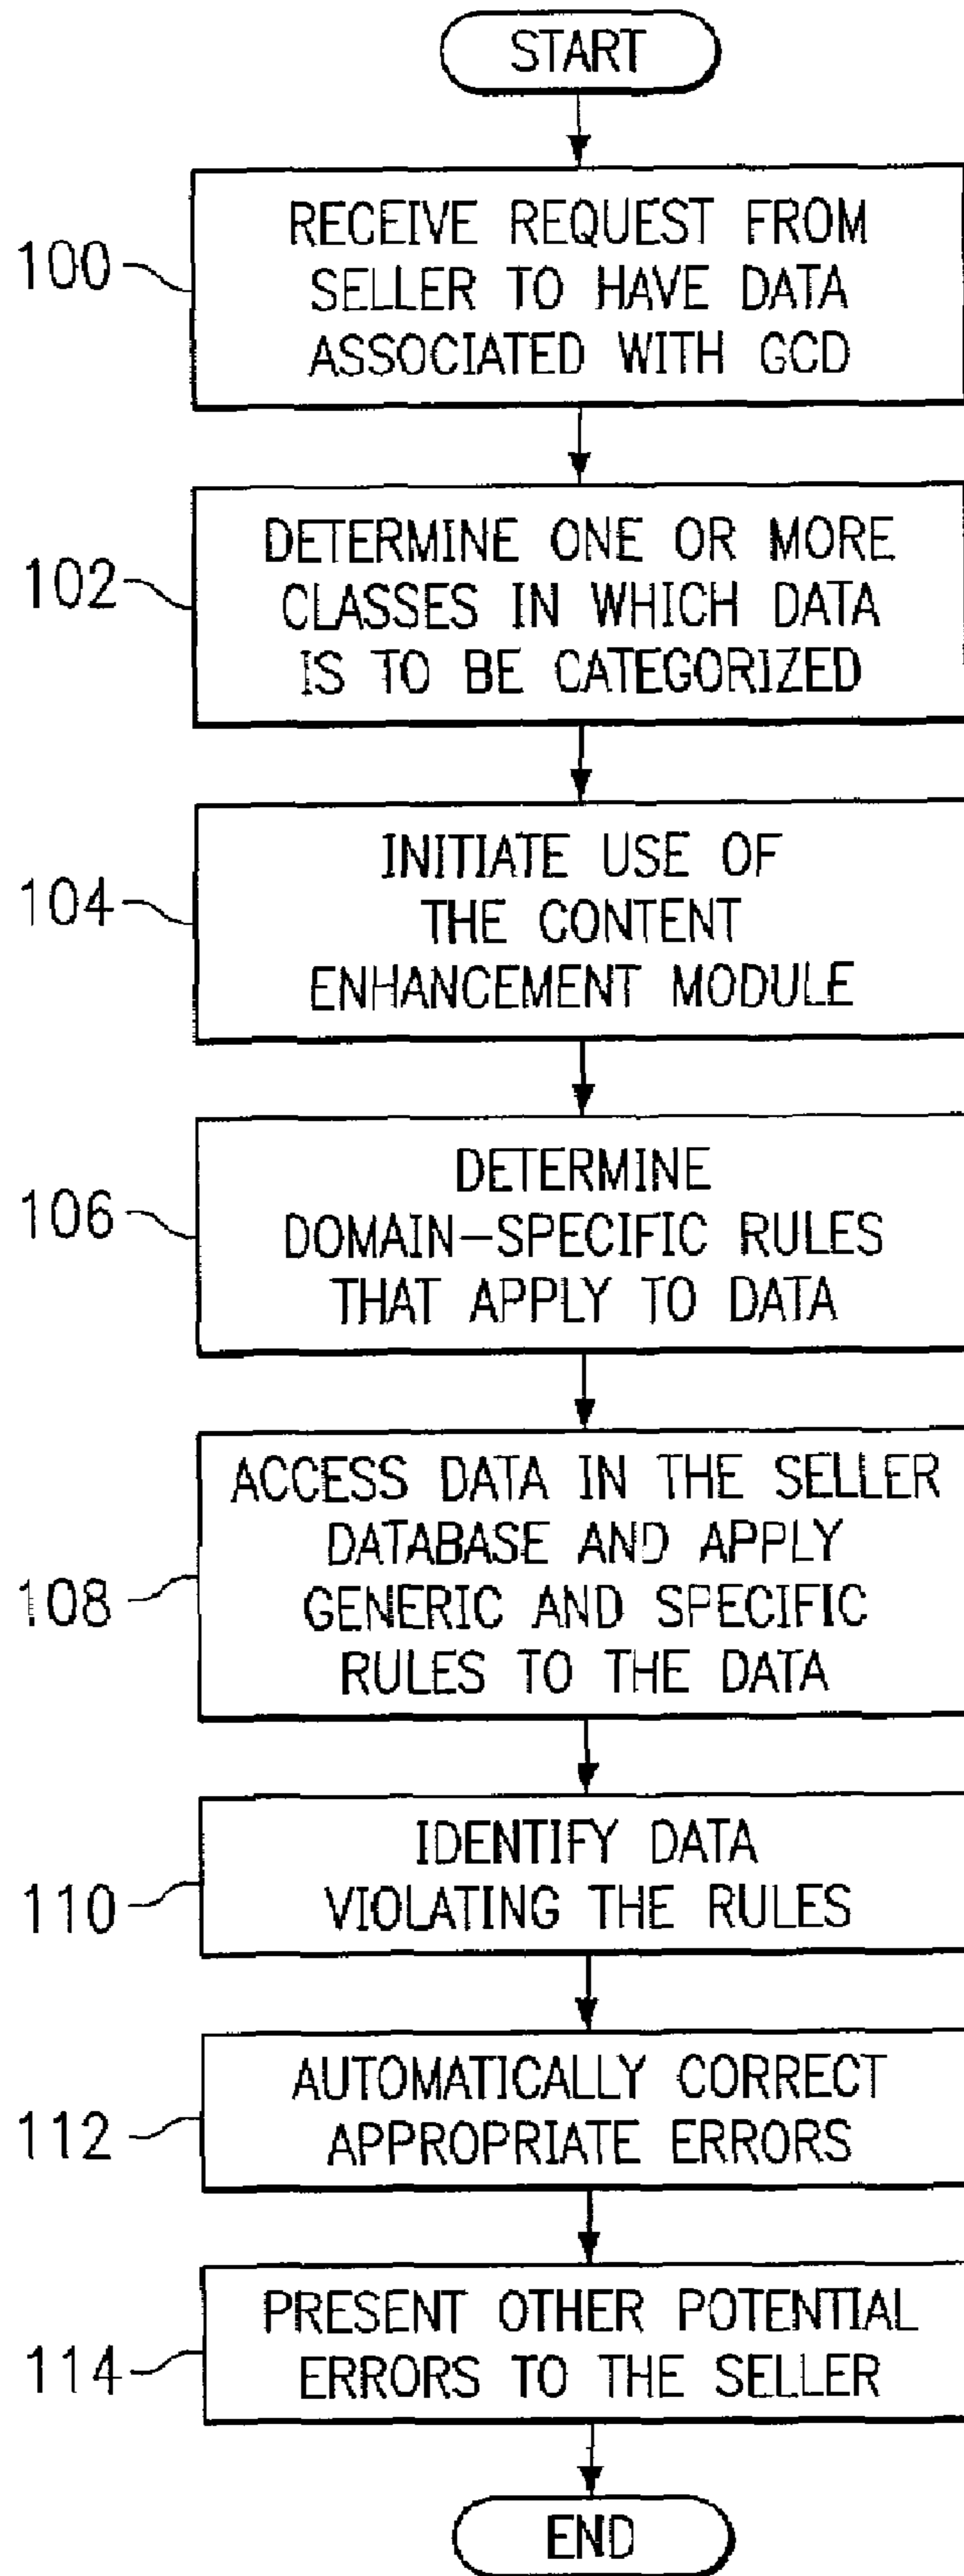 START
100
RECEIVE REQUEST FROM
SELLER TO HAVE DATA
ASSOCIATED WITH GCD
102
DETERMINE ONE OR MORE
CLASSES IN WHICH DATA
IS TO BE CATEGORIZED
104
INITIATE USE OF
THE CONTENT
ENHANCEMENT MODULE
106
DETERMINE
DOMAIN–SPECIFIC RULES
THAT APPLY TO DATA
108
ACCESS DATA IN THE SELLER
DATABASE AND APPLY
GENERIC AND SPECIFIC
RULES TO THE DATA
110
IDENTIFY DATA
VIOLATING THE RULES
112
AUTOMATICALLY CORRECT
APPROPRIATE ERRORS
114
PRESENT OTHER POTENTIAL
ERRORS TO THE SELLER
END